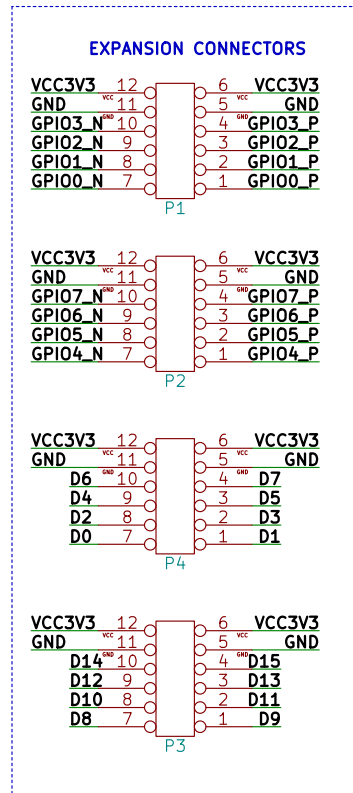 EXPANSION CONNECTORS
VCC3V3 12 VCC 6 VCC VCC3V3
GND 11 GND 5 GND GND
GPIO3_N 10 4 GPIO3_P
GPIO2_N 9 3 GPIO2_P
GPIO1_N 8 2 GPIO1_P
GPIO0_N 7 1 GPIO0_P
P1
VCC3V3 12 VCC 6 VCC VCC3V3
GND 11 GND 5 GND GND
GPIO7_N 10 4 GPIO7_P
GPIO6_N 9 3 GPIO6_P
GPIO5_N 8 2 GPIO5_P
GPIO4_N 7 1 GPIO4_P
P2
VCC3V3 12 VCC 6 VCC VCC3V3
GND 11 GND 5 GND GND
D6 10 4 D7
D4 9 3 D5
D2 8 2 D3
D0 7 1 D1
P4
VCC3V3 12 VCC 6 VCC VCC3V3
GND 11 GND 5 GND GND
D14 10 4 D15
D12 9 3 D13
D10 8 2 D11
D8 7 1 D9
P3